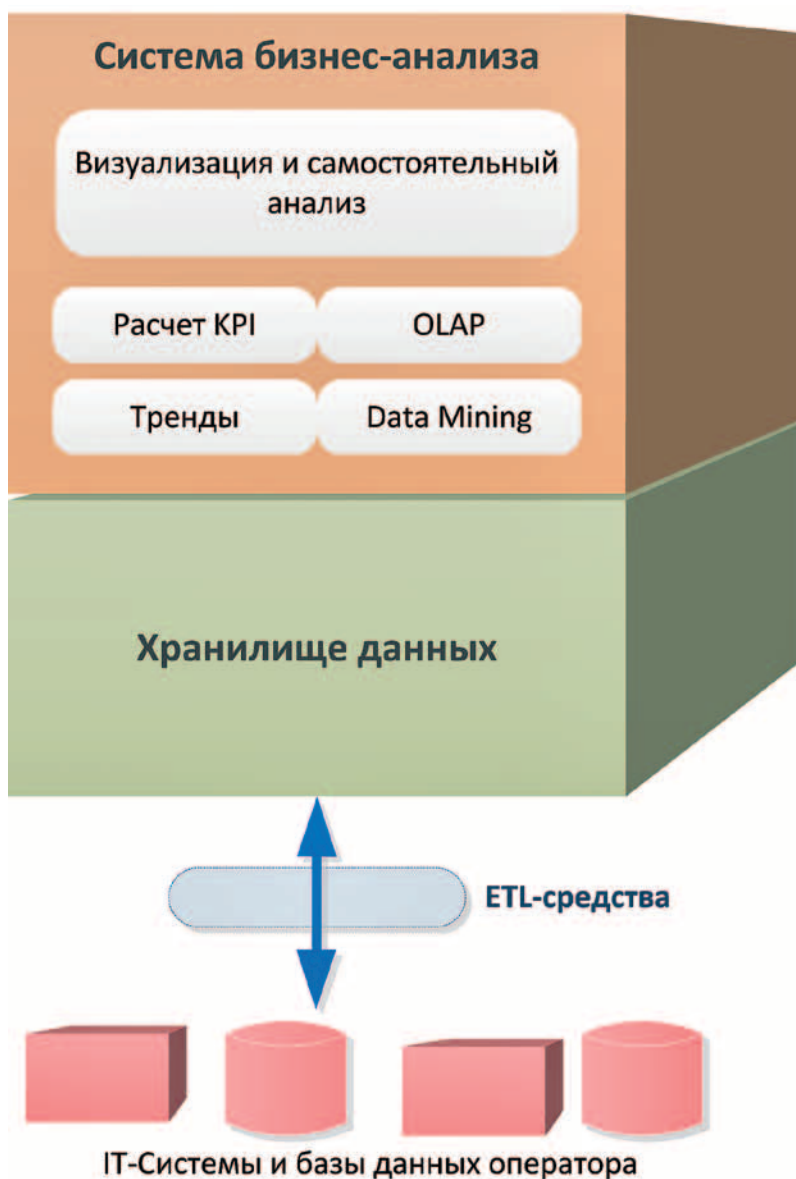 Система бизнес-анализа
Визуализация и самостоятельный
анализ
Расчет KPI
OLAP
Тренды
Data Mining
Хранилище данных
ETL-средства
IT-Системы и базы данных оператора